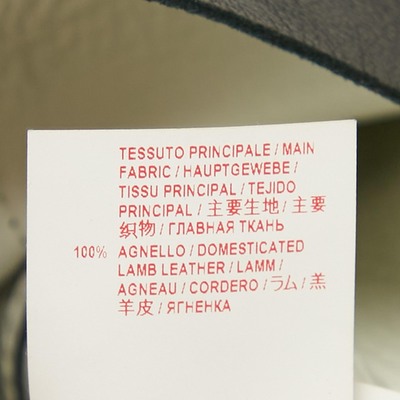 TESSUTO PRINCIPALE / MAIN
FABRIC / HAUPTGEWEBE /
TISSU PRINCIPAL / TEJIDO
PRINCIPAL / 主要生地 / 主要
织物 / ГЛАВНАЯ ТКАНЬ
100% AGNELLO / DOMESTICATED
LAMB LEATHER / LAMM /
AGNEAU / CORDERO / ラム / 羔
羊皮 / ЯГНЕНКА